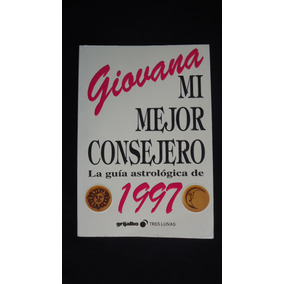 Giovana
MI
MEJOR
CONSEJERO
La guía astrológica de
1997
grijalbo TRES LUNAS